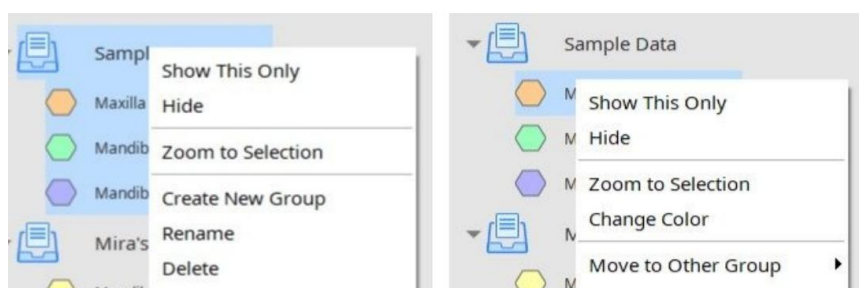 Sampl
Show This Only
Maxilla
Hide
Mandib
Zoom to Selection
Mandib
Create New Group
Mira's
Rename
Delete
Sample Data
M
Show This Only
M
Hide
M
Zoom to Selection
Change Color
M
Move to Other Group
M